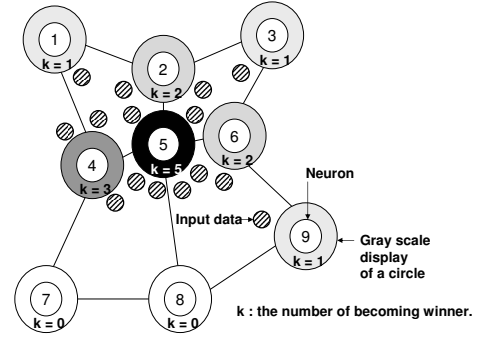 1
k = 1
2
k = 2
3
k = 1
4
k = 3
5
k = 5
6
k = 2
Neuron
Input data
9
k = 1
Gray scale
display
of a circle
7
k = 0
8
k = 0
k : the number of becoming winner.